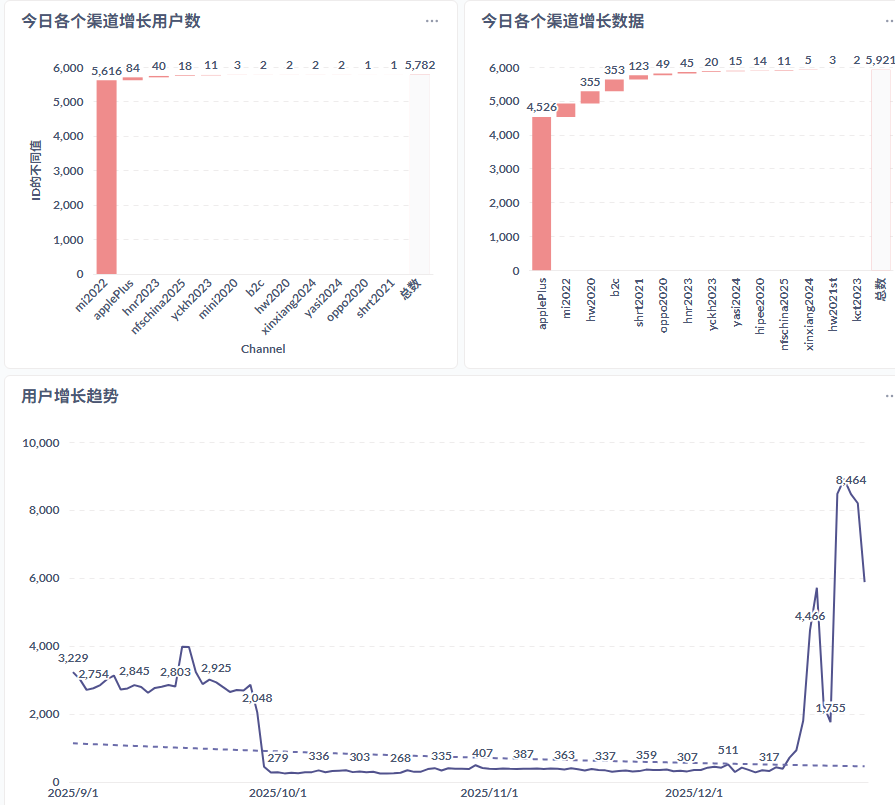 今日各个渠道增长用户数
ID的不同值
6,000
5,000
4,000
3,000
2,000
1,000
0
5,616
84
40
18
11
3
2
2
2
2
1
1
5,782
mi2022
applePlus
hnr2023
nfschina2025
yckh2023
mini2020
b2c
hw2020
xinxiang2024
yasi2024
oppo2020
shrt2021
总数
Channel
今日各个渠道增长数据
6,000
5,000
4,000
3,000
2,000
1,000
0
4,526
355
353
123
49
45
20
15
14
11
5
3
2
5,921
applePlus
mi2022
hw2020
b2c
shrt2021
oppo2020
hnr2023
yckh2023
yasi2024
hipee2020
nfschina2025
xinxiang2024
hw2021st
kct2023
总数
用户增长趋势
10,000
8,000
6,000
4,000
2,000
0
3,229
2,754
2,845
2,803
2,925
2,048
279
336
303
268
335
407
387
363
337
359
307
511
317
4,466
1,755
8,464
2025/9/1
2025/10/1
2025/11/1
2025/12/1